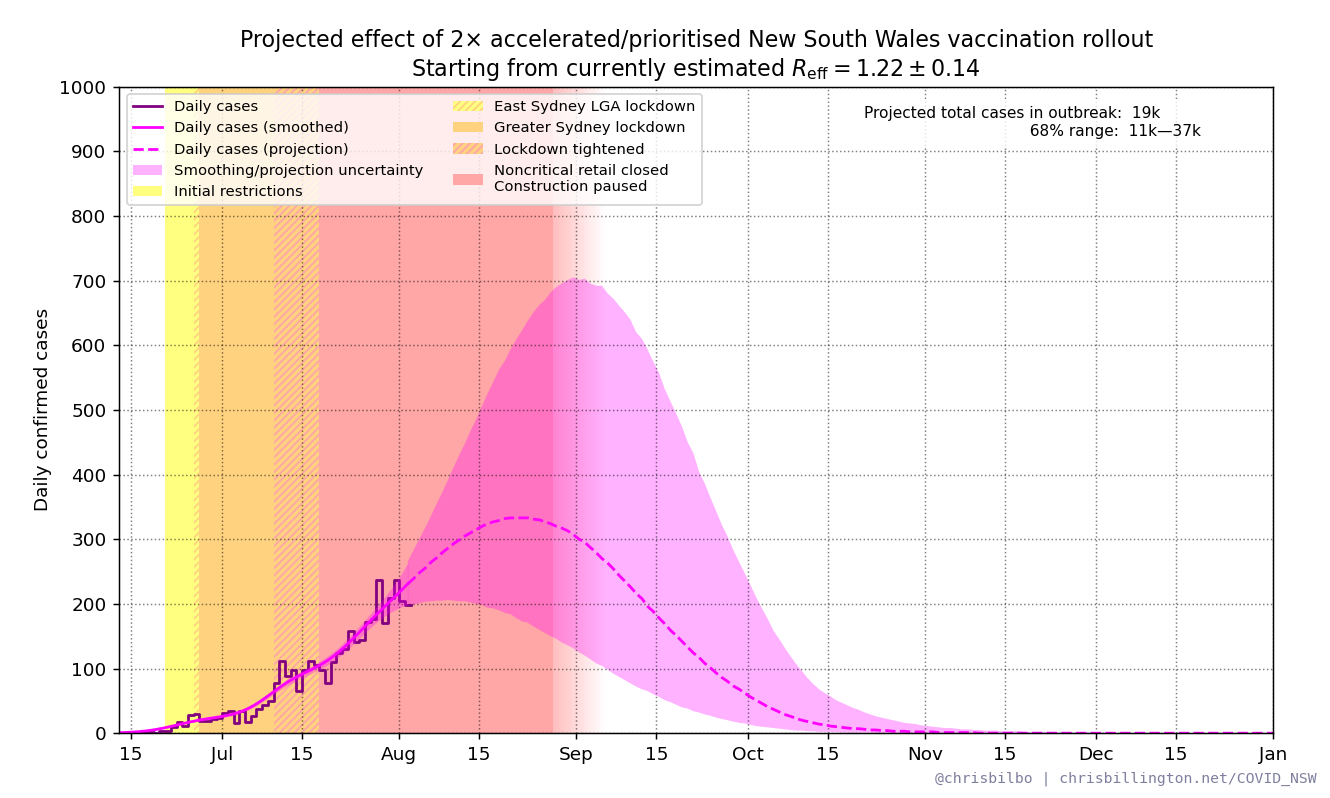 Projected effect of 2× accelerated/prioritised New South Wales vaccination rollout
Starting from currently estimated Reff = 1.22 ± 0.14
Daily cases
Daily cases (smoothed)
Daily cases (projection)
Smoothing/projection uncertainty
Initial restrictions
East Sydney LGA lockdown
Greater Sydney lockdown
Lockdown tightened
Noncritical retail closed
Construction paused
Projected total cases in outbreak: 19k
68% range: 11k—37k
Daily confirmed cases
1000
900
800
700
600
500
400
300
200
100
0
15 Jul 15 Aug 15 Sep 15 Oct 15 Nov 15 Dec 15 Jan
@chrisbilbo | chrisbillington.net/COVID_NSW